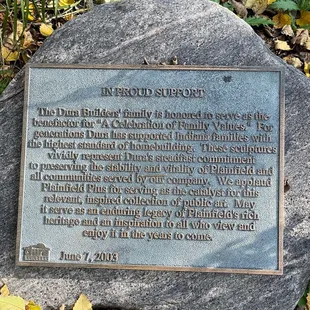 IN PROUD SUPPORT
The Dura Builders' family is honored to serve as the
benefactor for "A Celebration of Family Values." For
generations Dura has supported Indiana families with
the highest standard of homebuilding. These sculptures
vividly represent Dura's steadfast commitment
to preserving the stability and vitality of Plainfield and
all communities served by our company. We applaud
Plainfield Plus for serving as the catalyst for this
relevant, inspired collection of public art. May
it serve as an enduring legacy of Plainfield's rich
heritage and an inspiration to all who view and
enjoy it in the years to come.
June 7, 2003